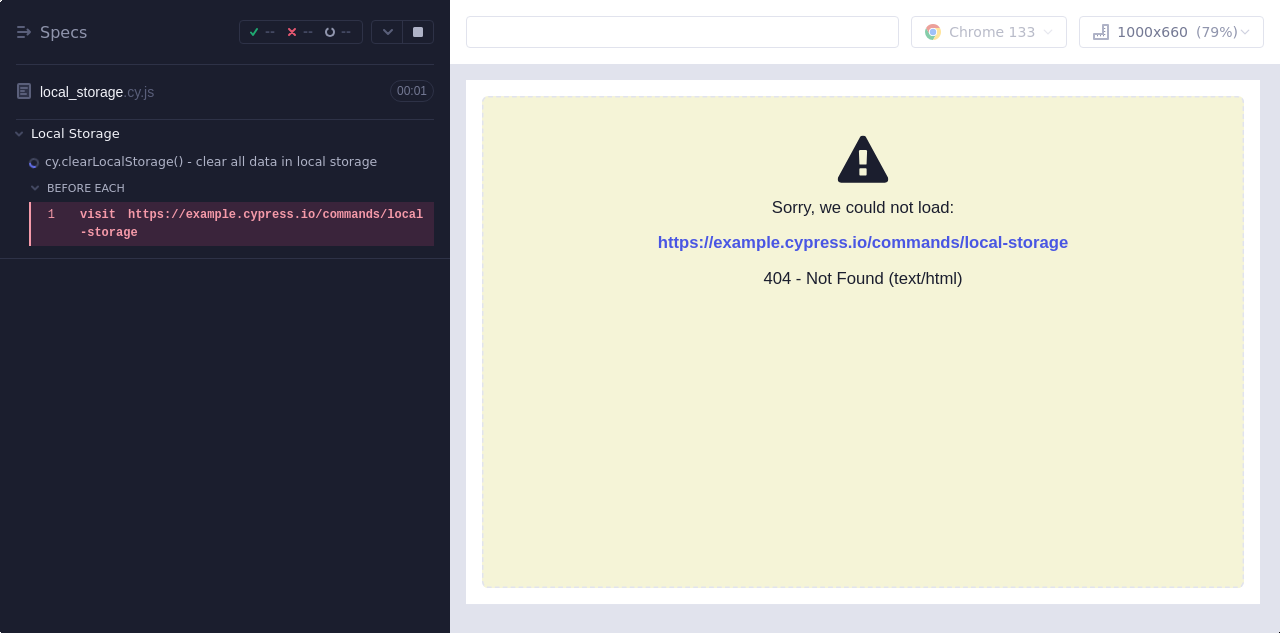 Specs
--
--
--
Chrome 133
1000x660 (79%)
local_storage.cy.js
00:01
Local Storage
cy.clearLocalStorage() - clear all data in local storage
BEFORE EACH
1 visit https://example.cypress.io/commands/local
-storage
Sorry, we could not load:
https://example.cypress.io/commands/local-storage
404 - Not Found (text/html)